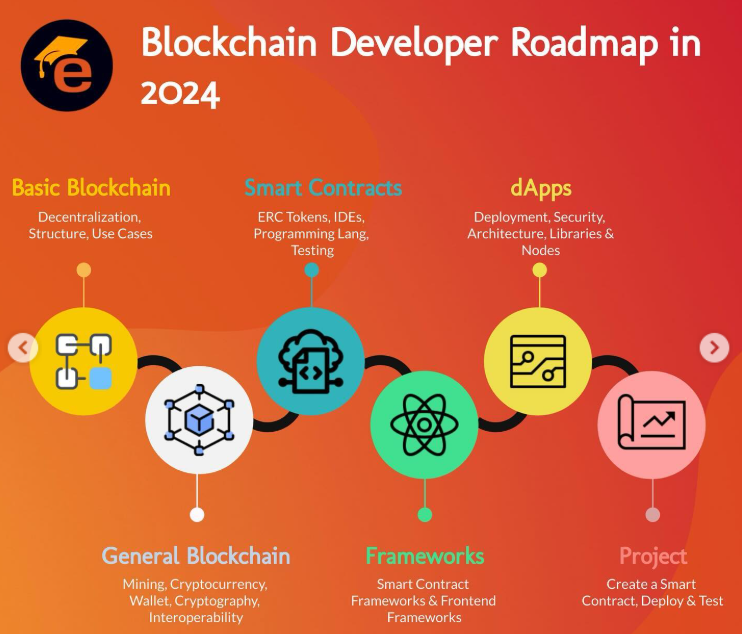 e
Blockchain Developer Roadmap in
2024
Basic Blockchain
Decentralization,
Structure, Use Cases
Smart Contracts
ERC Tokens, IDEs,
Programming Lang,
Testing
dApps
Deployment, Security,
Architecture, Libraries &
Nodes
General Blockchain
Mining, Cryptocurrency,
Wallet, Cryptography,
Interoperability
Frameworks
Smart Contract
Frameworks & Frontend
Frameworks
Project
Create a Smart
Contract, Deploy & Test